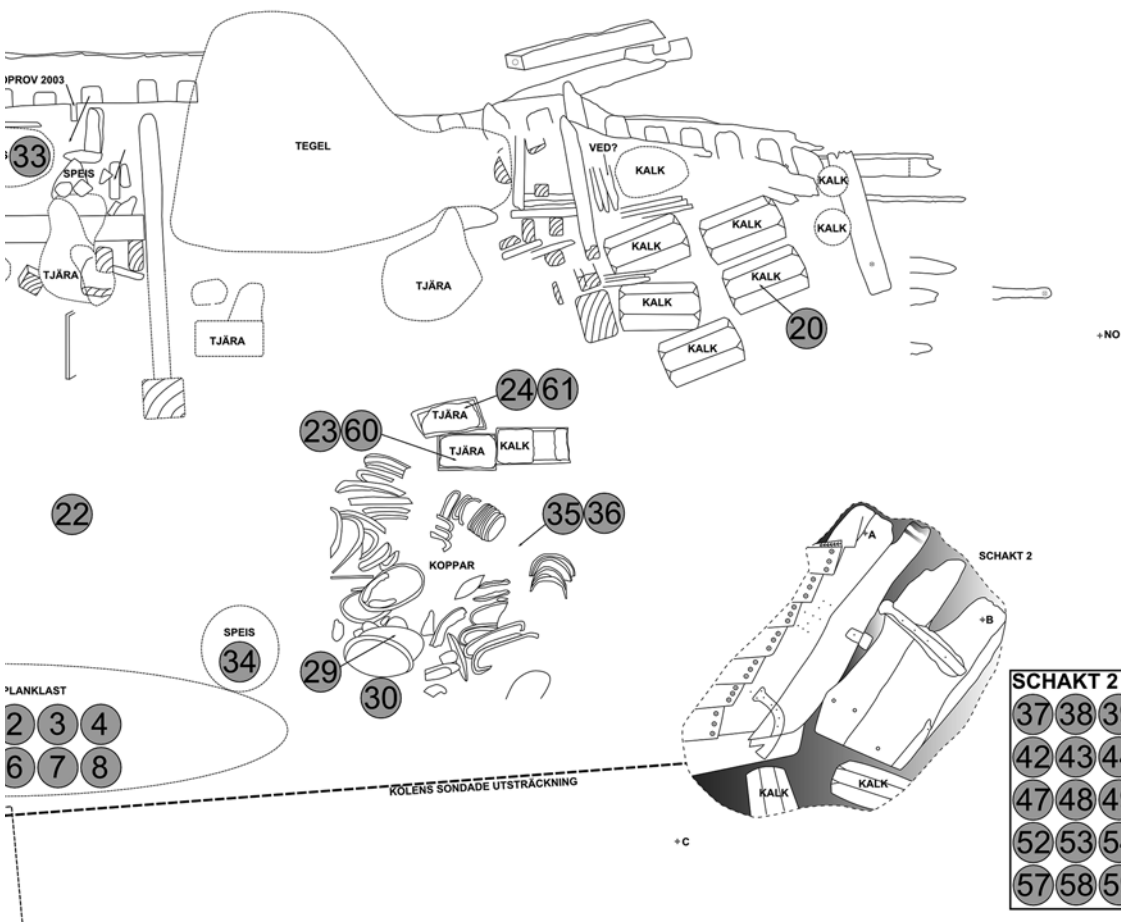 OPROV 2003
TEGEL
VED?
KALK
KALK
33
SPEIS
KALK
KALK
KALK
TJÄRA
TJÄRA
KALK
KALK
20
TJÄRA
KALK
+NO
24 61
TJÄRA
23 60
TJÄRA
KALK
22
35 36
+A
SCHAKT 2
KOPPAR
+B
SPEIS
34
29
30
PLANKLAST
2 3 4
6 7 8
KÖLENS SONDADE UTSTRÄCKNING
KALK
KALK
+C
SCHAKT 2
37 38
42 43
47 48
52 53
57 58